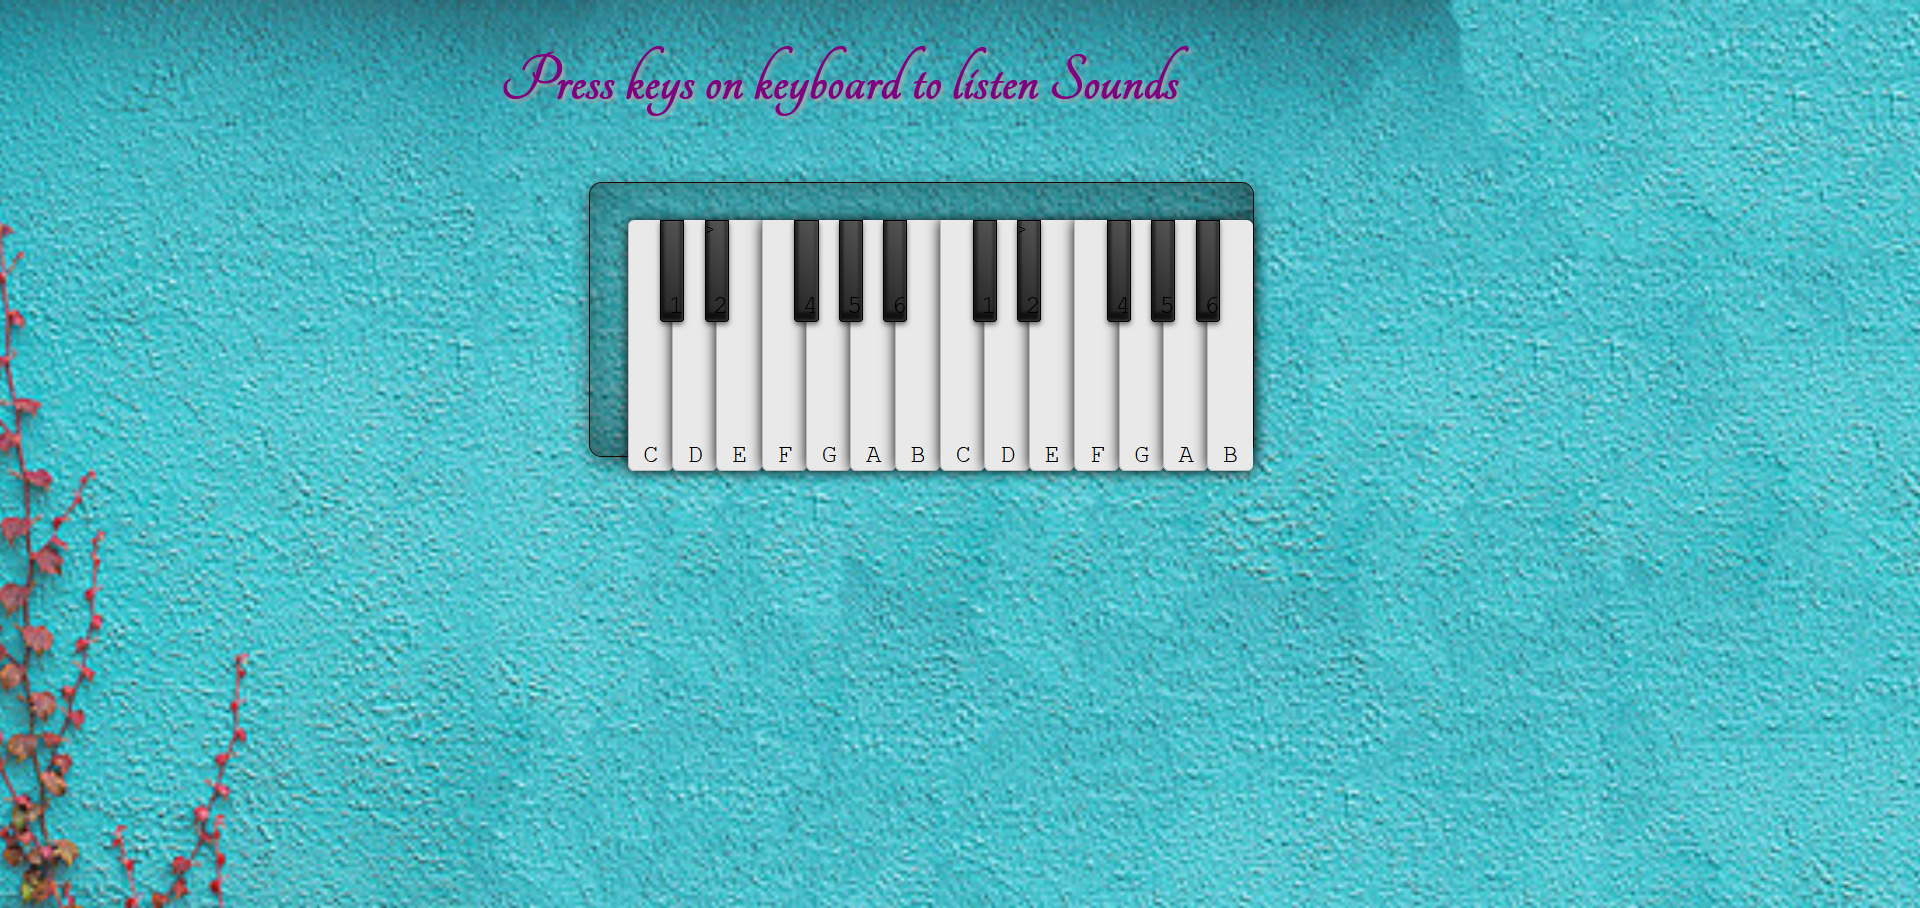 Press keys on keyboard to listen Sounds
> >
1 2 4 5 6 1 2 4 5 6
C D E F G A B C D E F G A B